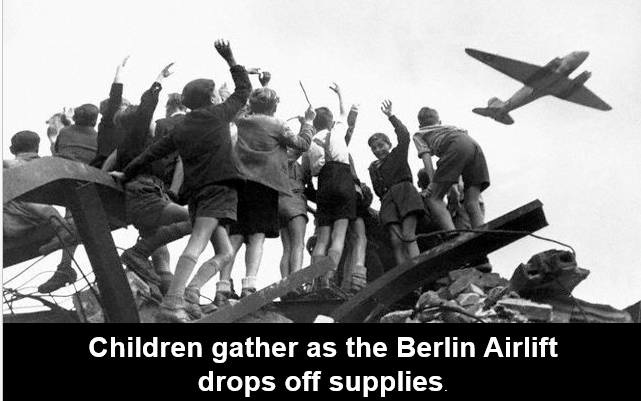 Children gather as the Berlin Airlift
drops off supplies.